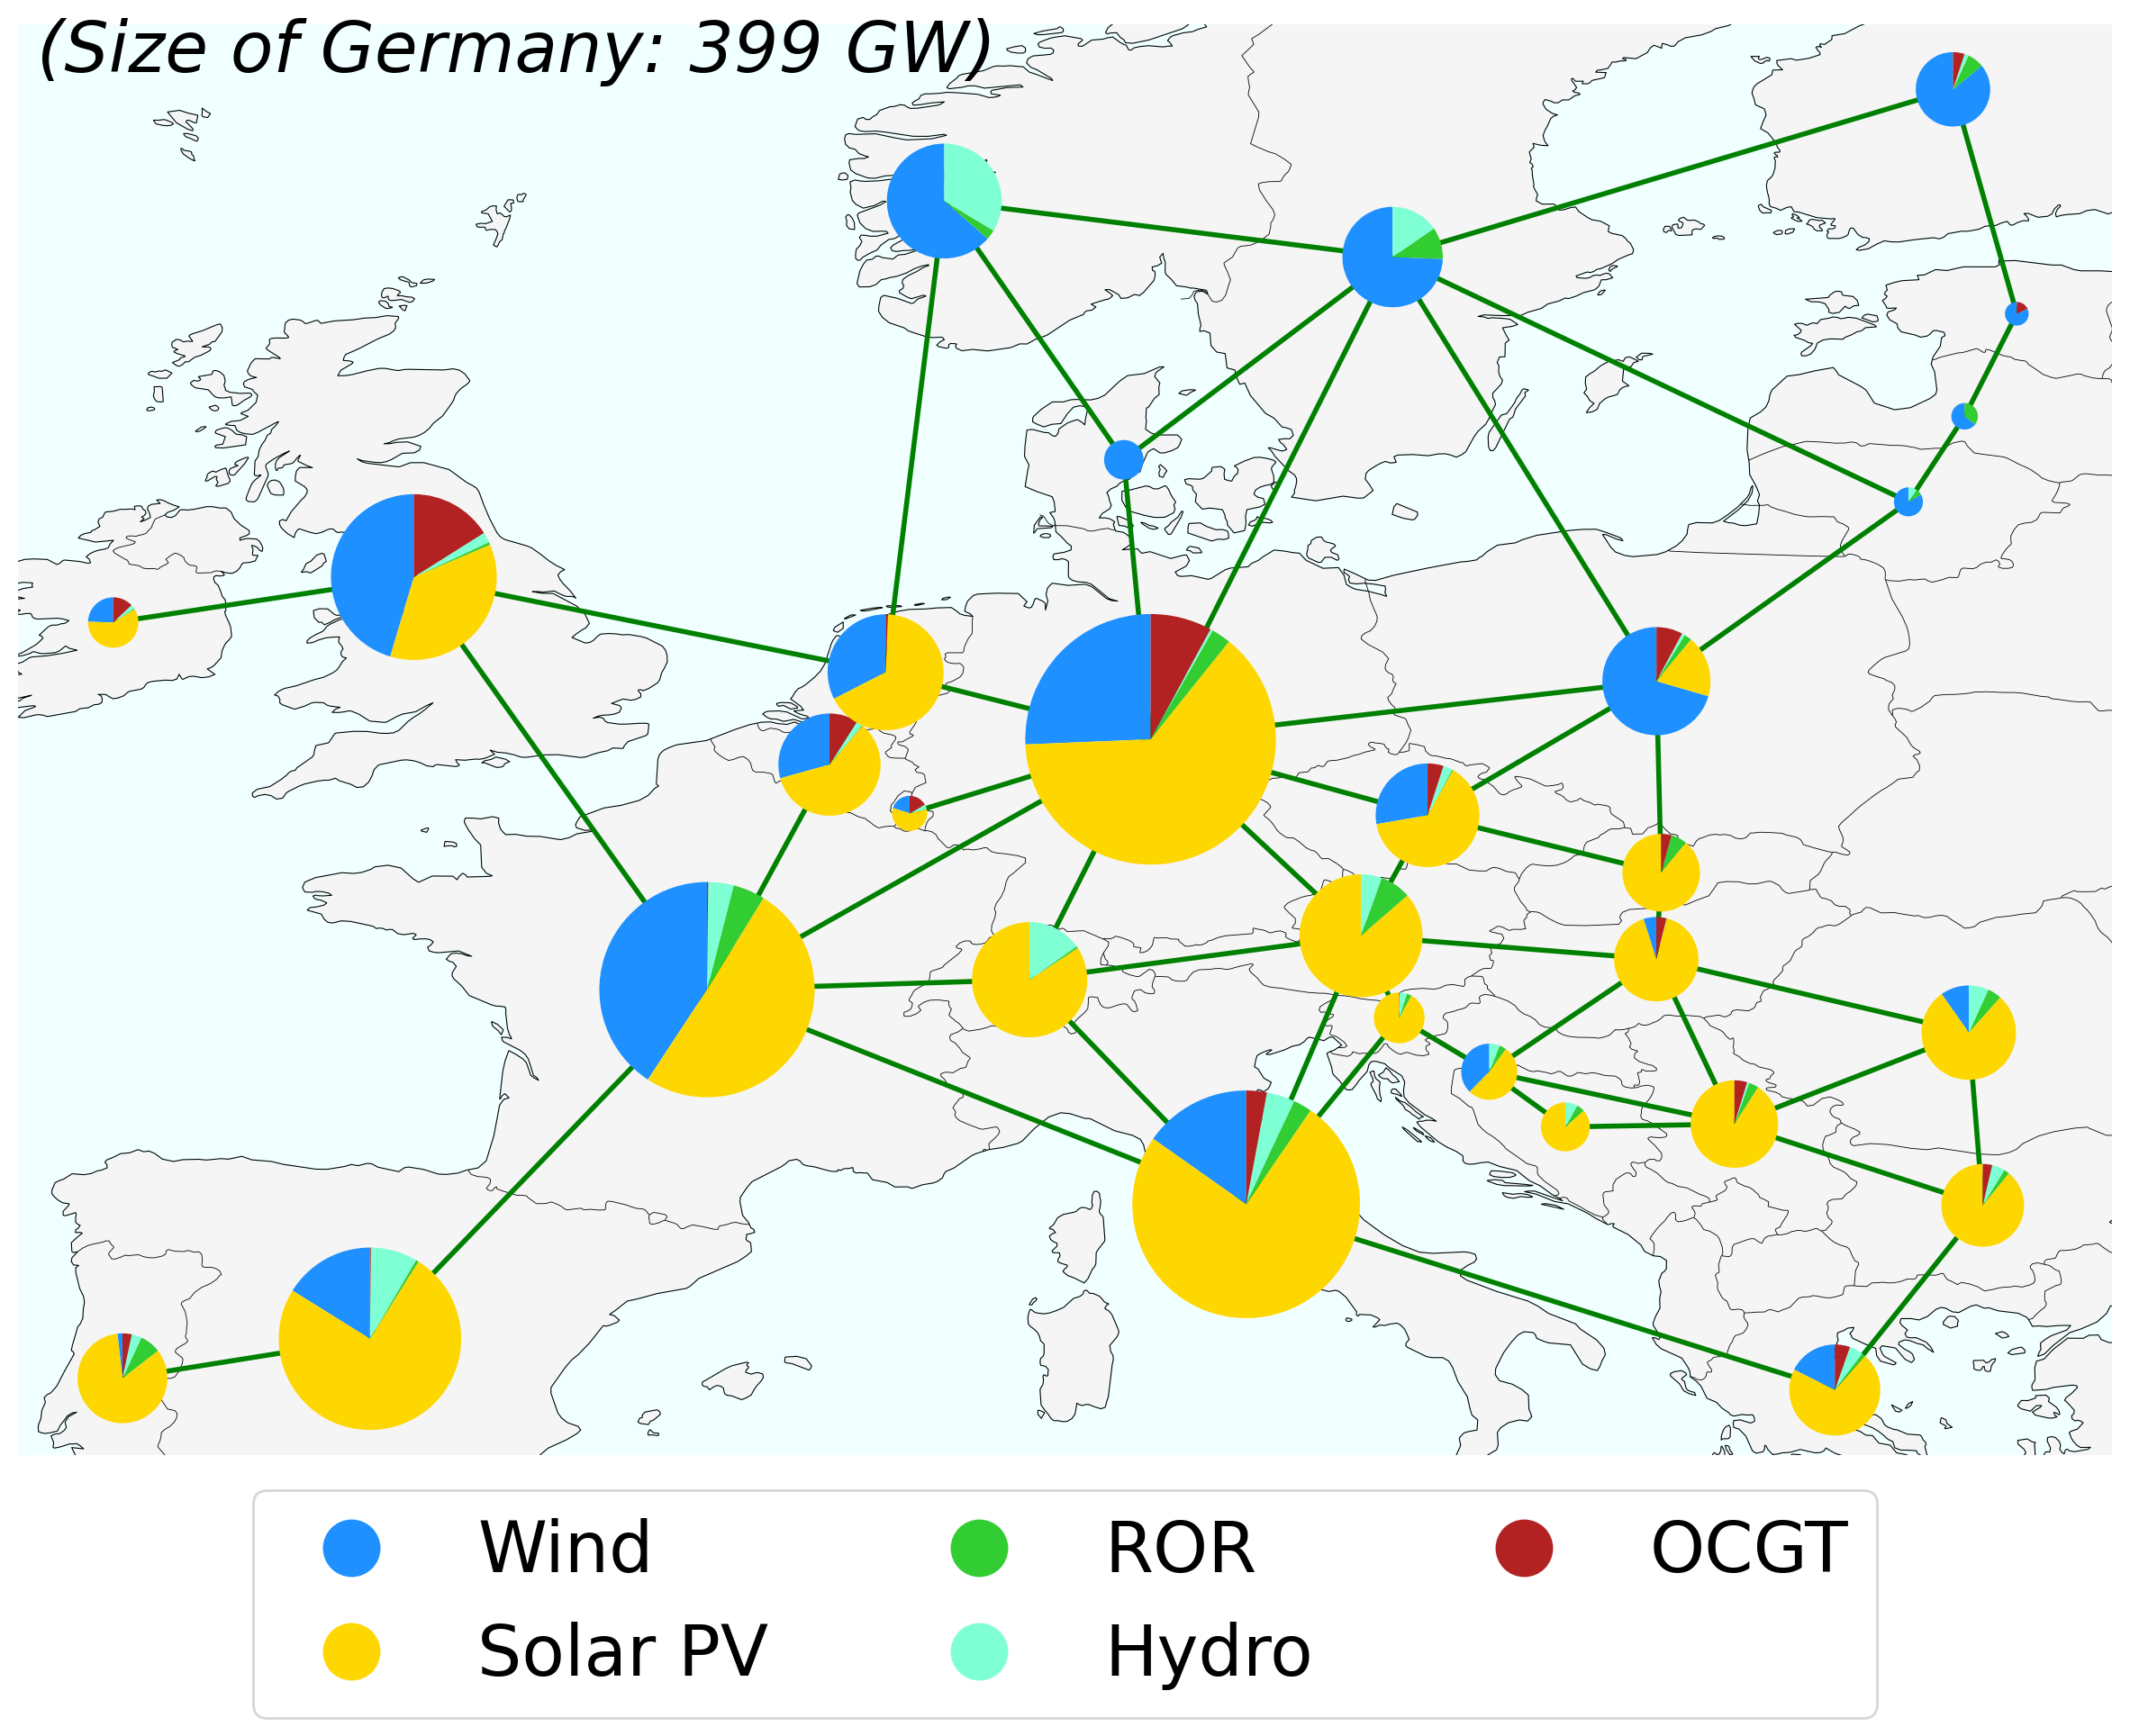 (Size of Germany: 399 GW)
Wind
ROR
OCGT
Solar PV
Hydro